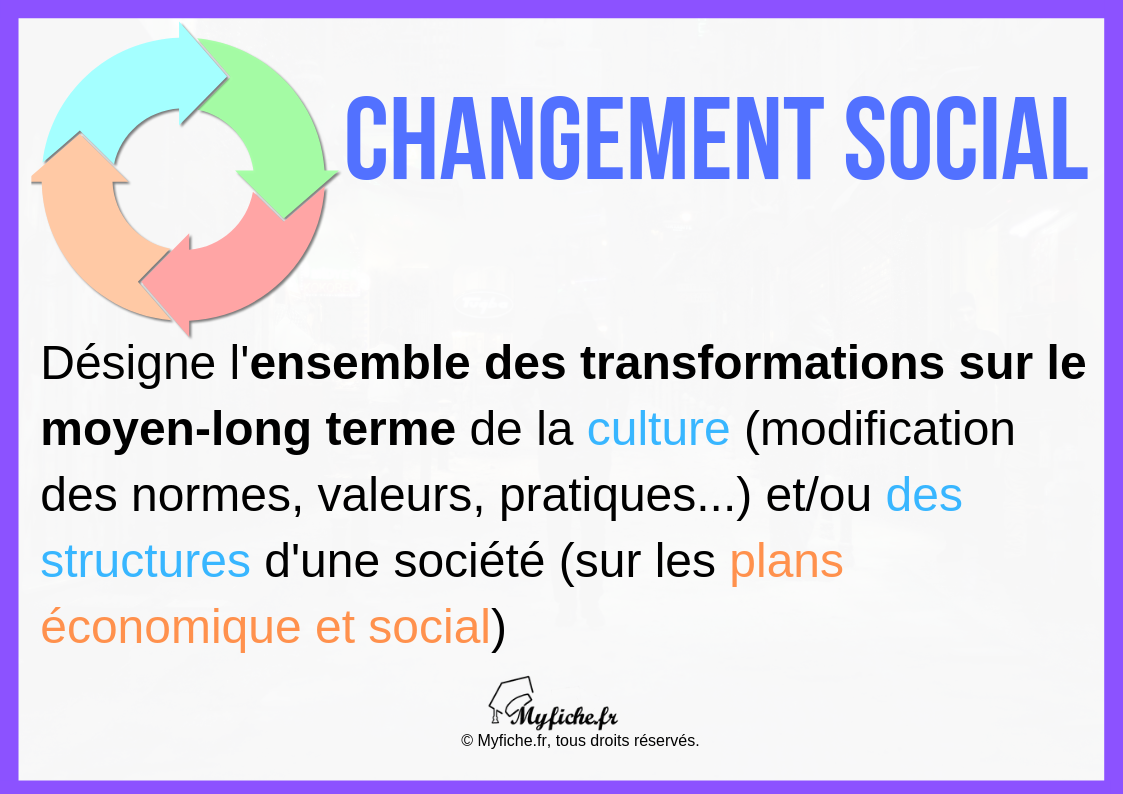 CHANGEMENT SOCIAL
Désigne l'ensemble des transformations sur le
moyen-long terme de la culture (modification
des normes, valeurs, pratiques...) et/ou des
structures d'une société (sur les plans
économique et social)
Myfiche.fr
© Myfiche.fr, tous droits réservés.